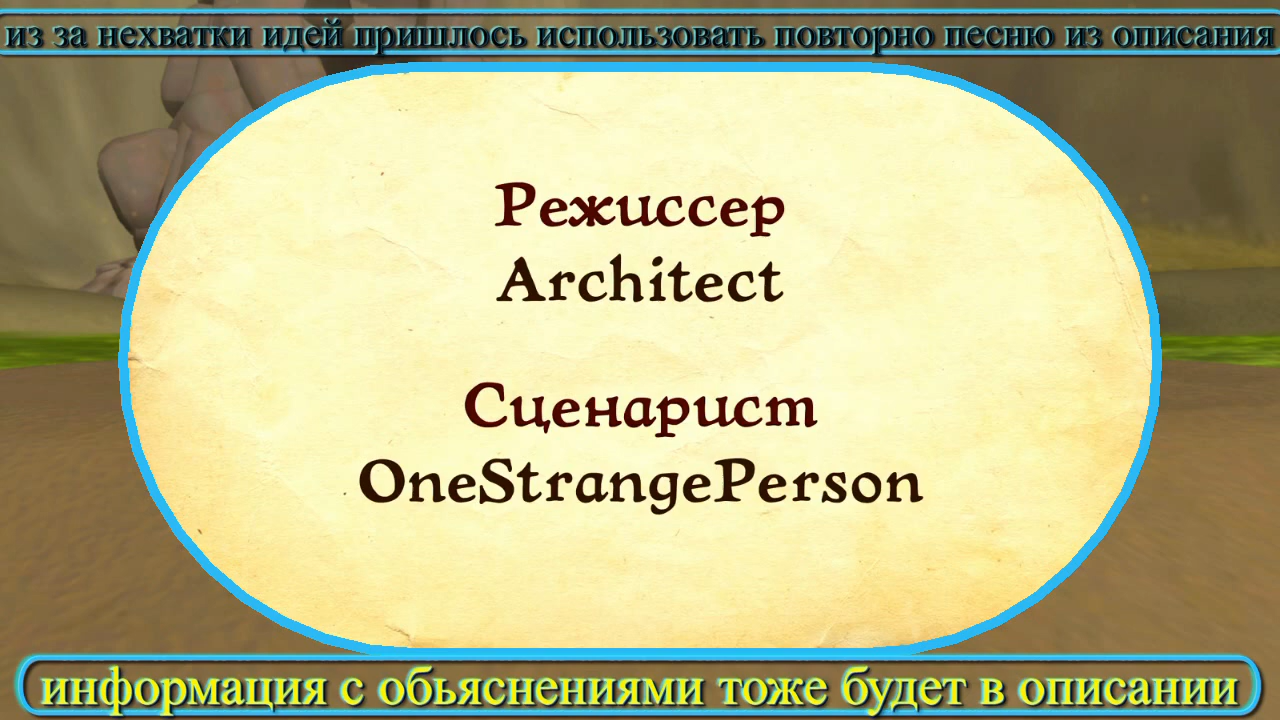 из за нехватки идей пришлось использовать повторно песню из описания
Режиссер
Architect
Сценарист
OneStrangePerson
информация с обьяснениями тоже будет в описании